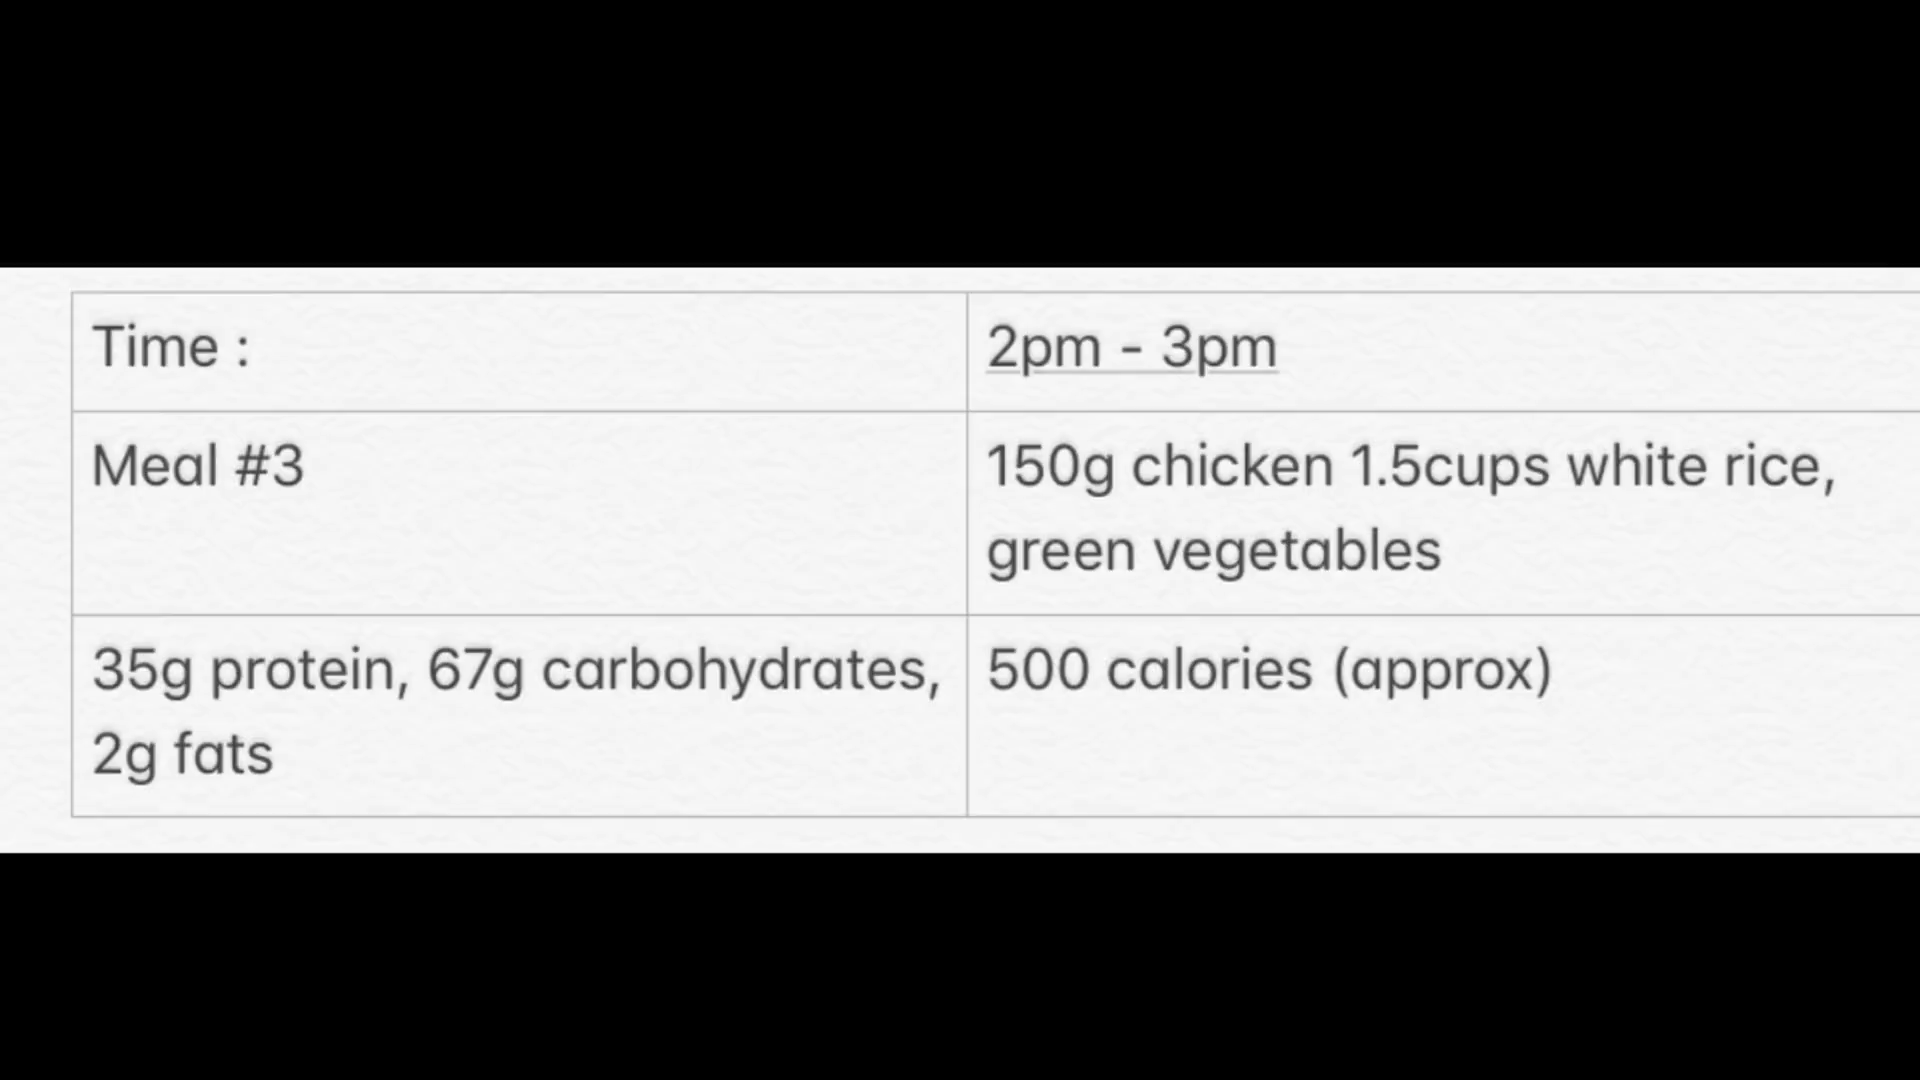 Time :
2pm - 3pm
Meal #3
150g chicken 1.5cups white rice,
green vegetables
35g protein, 67g carbohydrates,
2g fats
500 calories (approx)